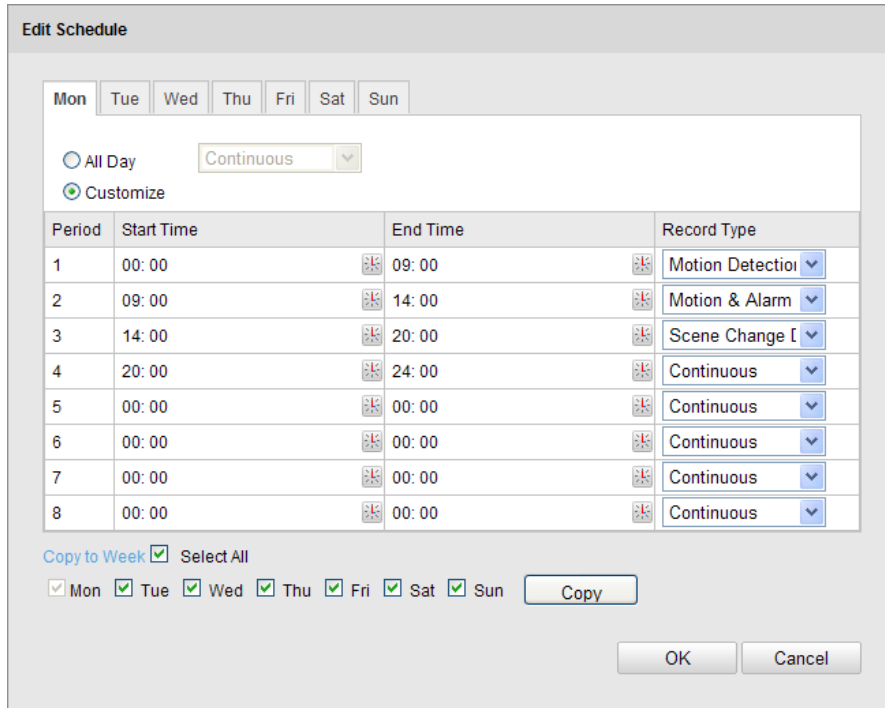 Edit Schedule
Mon Tue Wed Thu Fri Sat Sun
All Day Continuous
Customize
Period Start Time End Time Record Type
1 00: 00 09: 00 Motion Detection
2 09: 00 14: 00 Motion & Alarm
3 14: 00 20: 00 Scene Change
4 20: 00 24: 00 Continuous
5 00: 00 00: 00 Continuous
6 00: 00 00: 00 Continuous
7 00: 00 00: 00 Continuous
8 00: 00 00: 00 Continuous
Copy to Week Select All
Mon Tue Wed Thu Fri Sat Sun Copy
OK Cancel